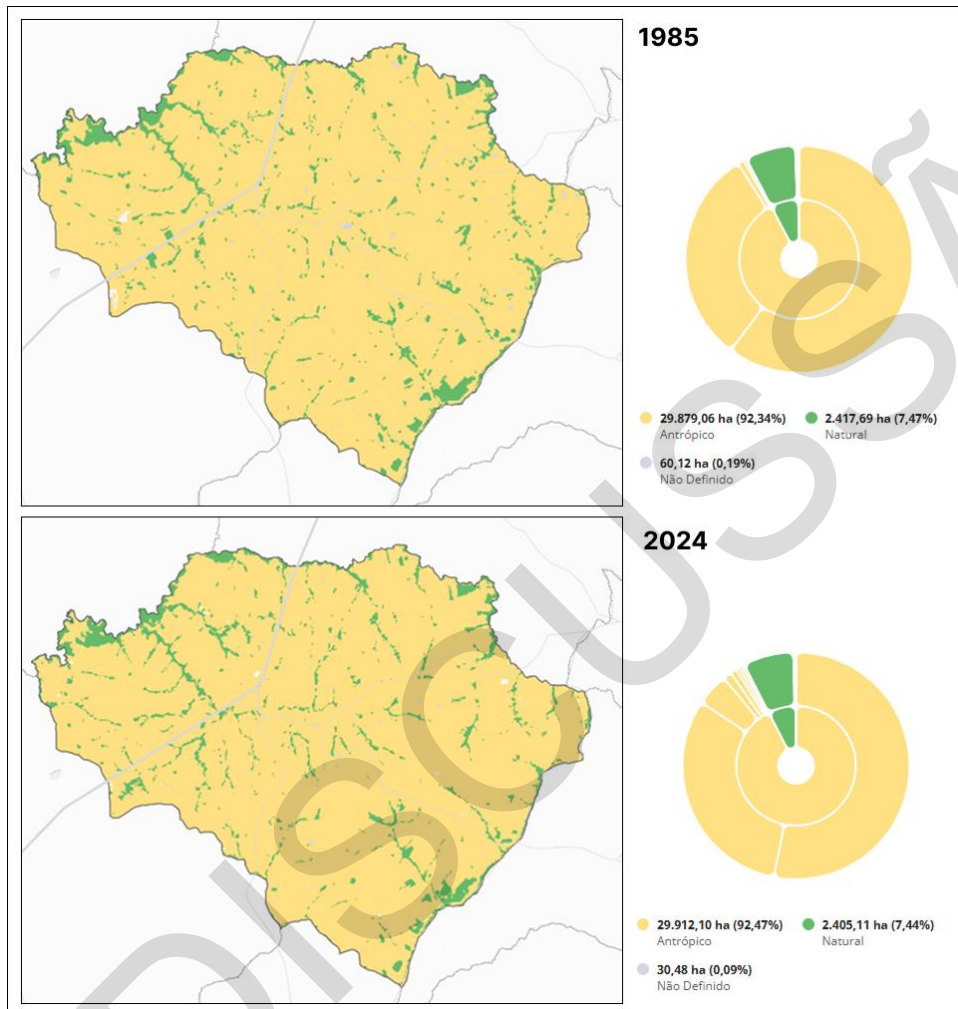 1985
29.879,06 ha (92,34%) 2.417,69 ha (7,47%)
Antrópico Natural
60,12 ha (0,19%)
Não Definido
2024
29.912,10 ha (92,47%) 2.405,11 ha (7,44%)
Antrópico Natural
30,48 ha (0,09%)
Não Definido
DISCUSSÃ